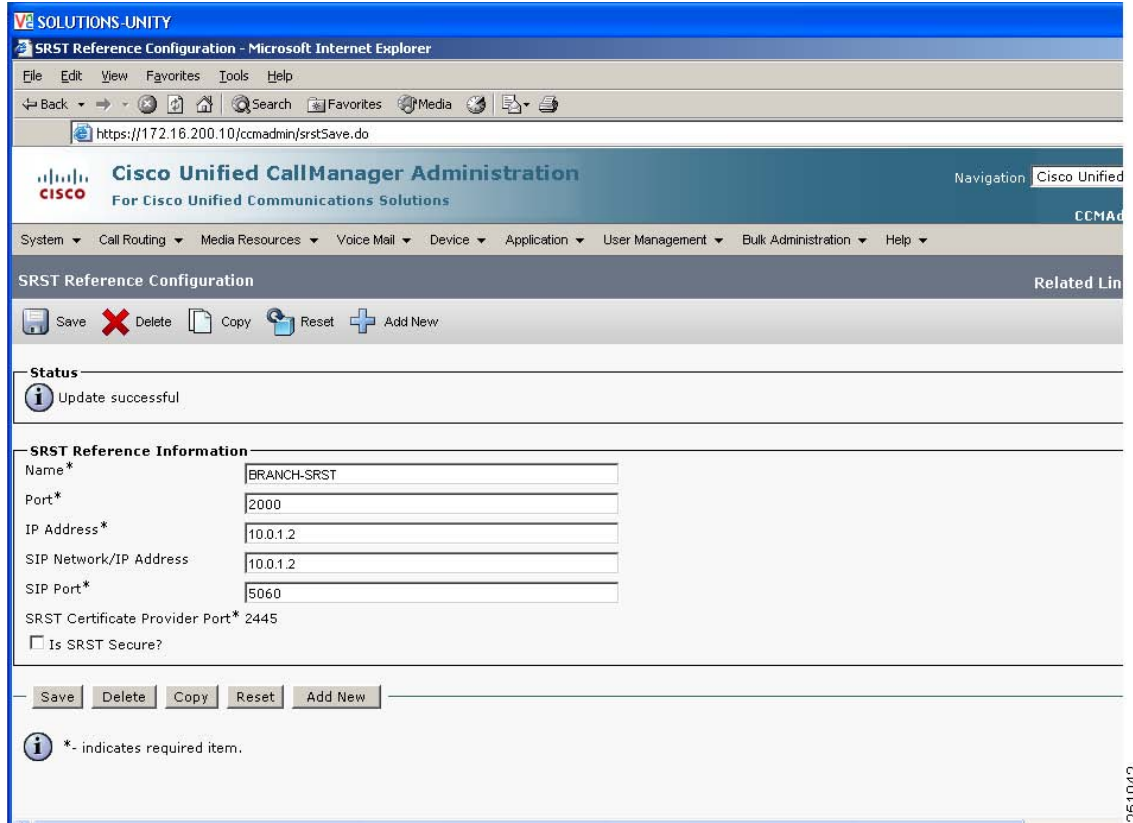 SOLUTIONS-UNITY
SRST Reference Configuration - Microsoft Internet Explorer
File Edit View Favorites Tools Help
Back Search Favorites Media
https://172.16.200.10/ccmadmin/srstSave.do
Cisco Unified CallManager Administration
For Cisco Unified Communications Solutions
CISCO
Navigation Cisco Unified
CCMAd
System Call Routing Media Resources Voice Mail Device Application User Management Bulk Administration Help
SRST Reference Configuration Related Lin
Save Delete Copy Reset Add New
Status
Update successful
SRST Reference Information
Name* BRANCH-SRST
Port* 2000
IP Address* 10.0.1.2
SIP Network/IP Address 10.0.1.2
SIP Port* 5060
SRST Certificate Provider Port* 2445
Is SRST Secure?
Save Delete Copy Reset Add New
*- indicates required item.